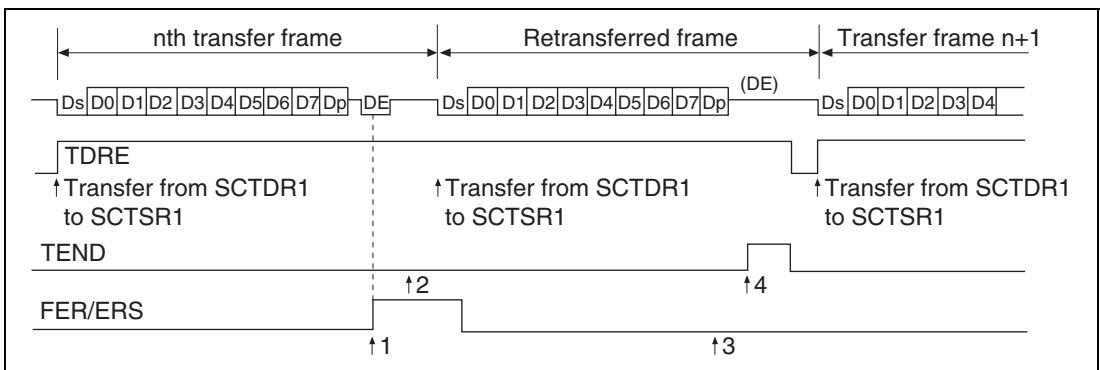 nth transfer frame Retransferred frame Transfer frame n+1
Ds D0 D1 D2 D3 D4 D5 D6 D7 Dp DE Ds D0 D1 D2 D3 D4 D5 D6 D7 Dp (DE) Ds D0 D1 D2 D3 D4
TDRE
Transfer from SCTDR1 Transfer from SCTDR1 Transfer from SCTDR1
to SCTSR1 to SCTSR1 to SCTSR1
TEND
2 4
FER/ERS
1 3